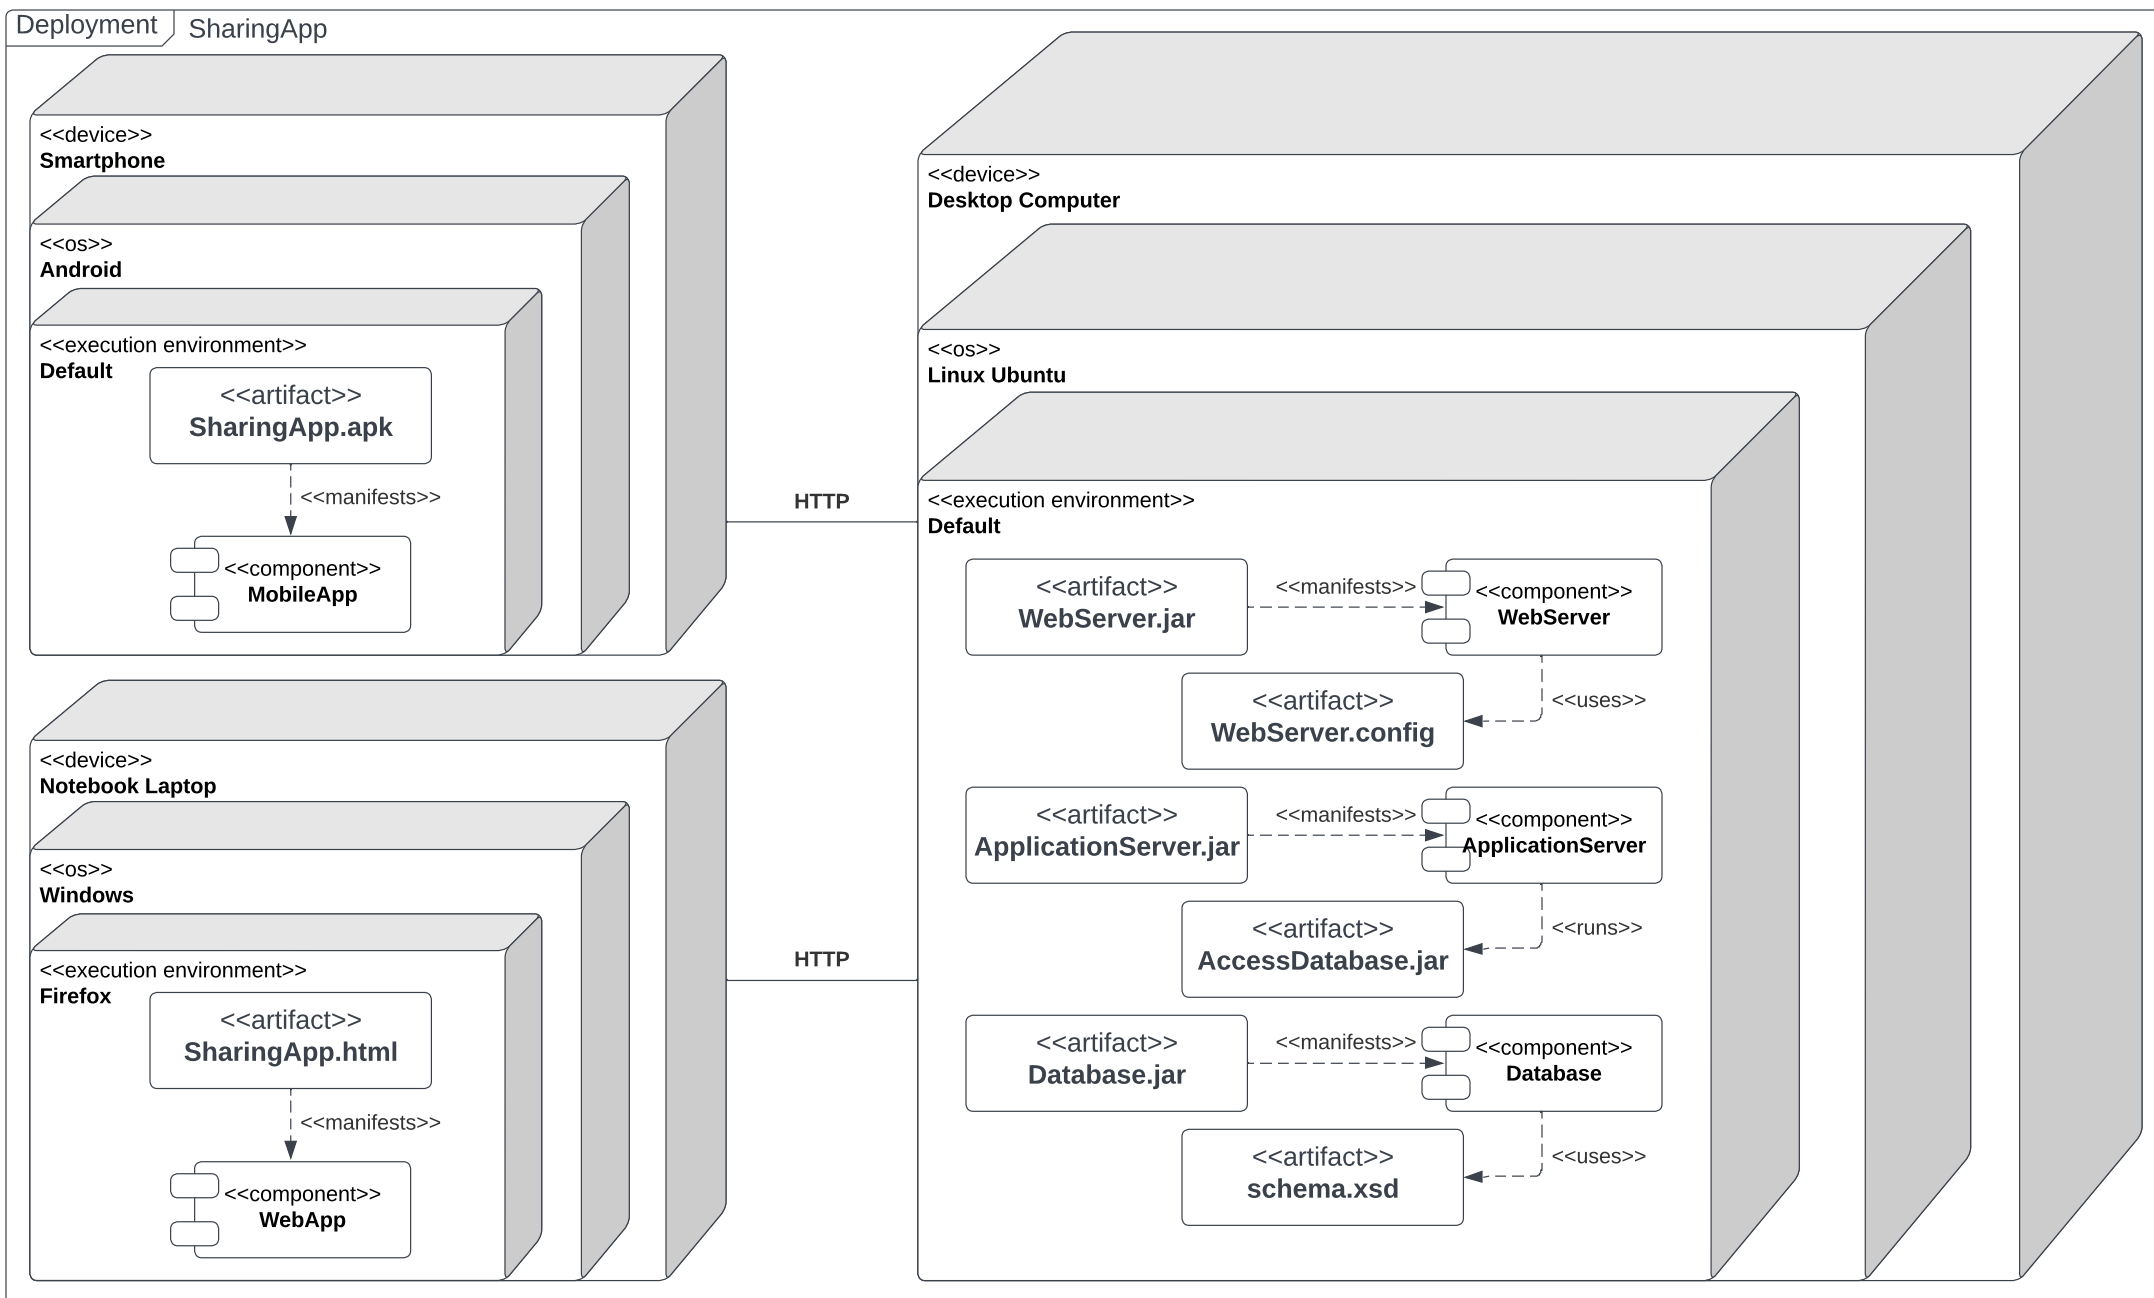 Deployment
SharingApp
<<device>>
Smartphone
<<os>>
Android
<<execution environment>>
Default
<<artifact>>
SharingApp.apk
<<manifests>>
<<component>>
MobileApp
<<device>>
Notebook Laptop
<<os>>
Windows
<<execution environment>>
Firefox
<<artifact>>
SharingApp.html
<<manifests>>
<<component>>
WebApp
HTTP
HTTP
<<device>>
Desktop Computer
<<os>>
Linux Ubuntu
<<execution environment>>
Default
<<artifact>>
WebServer.jar
<<manifests>>
<<component>>
WebServer
<<uses>>
<<artifact>>
WebServer.config
<<artifact>>
ApplicationServer.jar
<<manifests>>
<<component>>
ApplicationServer
<<runs>>
<<artifact>>
AccessDatabase.jar
<<artifact>>
Database.jar
<<manifests>>
<<component>>
Database
<<uses>>
<<artifact>>
schema.xsd